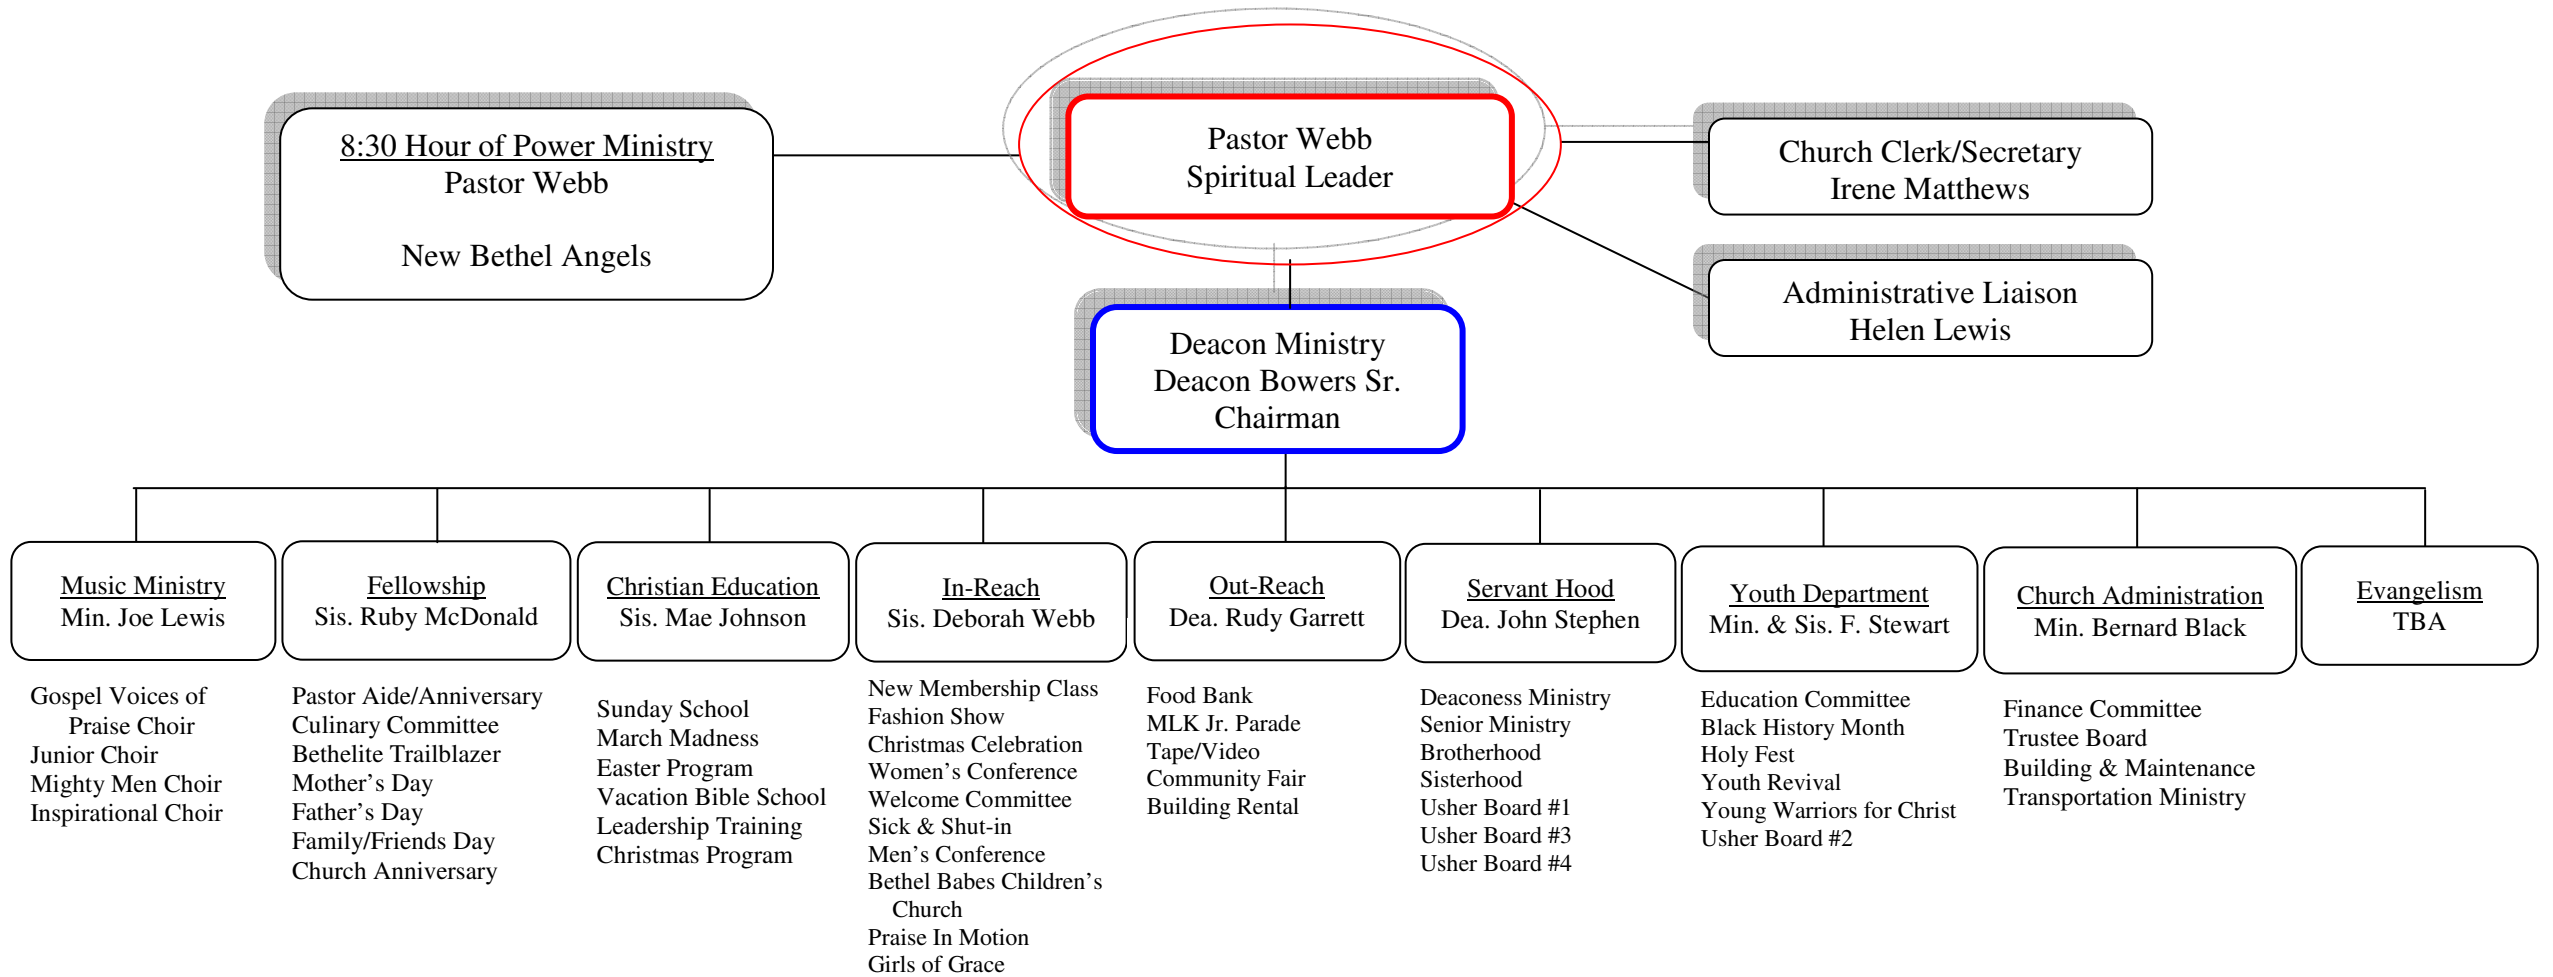 8:30 Hour of Power Ministry
Pastor Webb
New Bethel Angels
Pastor Webb
Spiritual Leader
Church Clerk/Secretary
Irene Matthews
Administrative Liaison
Helen Lewis
Deacon Ministry
Deacon Bowers Sr.
Chairman
Music Ministry
Min. Joe Lewis
Gospel Voices of
Praise Choir
Junior Choir
Mighty Men Choir
Inspirational Choir
Fellowship
Sis. Ruby McDonald
Pastor Aide/Anniversary
Culinary Committee
Bethelite Trailblazer
Mother’s Day
Father’s Day
Family/Friends Day
Church Anniversary
Christian Education
Sis. Mae Johnson
Sunday School
March Madness
Easter Program
Vacation Bible School
Leadership Training
Christmas Program
In-Reach
Sis. Deborah Webb
New Membership Class
Fashion Show
Christmas Celebration
Women’s Conference
Welcome Committee
Sick & Shut-in
Men’s Conference
Bethel Babes Children’s
Church
Praise In Motion
Girls of Grace
Out-Reach
Dea. Rudy Garrett
Food Bank
MLK Jr. Parade
Tape/Video
Community Fair
Building Rental
Servant Hood
Dea. John Stephen
Deaconess Ministry
Senior Ministry
Brotherhood
Sisterhood
Usher Board #1
Usher Board #3
Usher Board #4
Youth Department
Min. & Sis. F. Stewart
Education Committee
Black History Month
Holy Fest
Youth Revival
Young Warriors for Christ
Usher Board #2
Church Administration
Min. Bernard Black
Finance Committee
Trustee Board
Building & Maintenance
Transportation Ministry
Evangelism
TBA